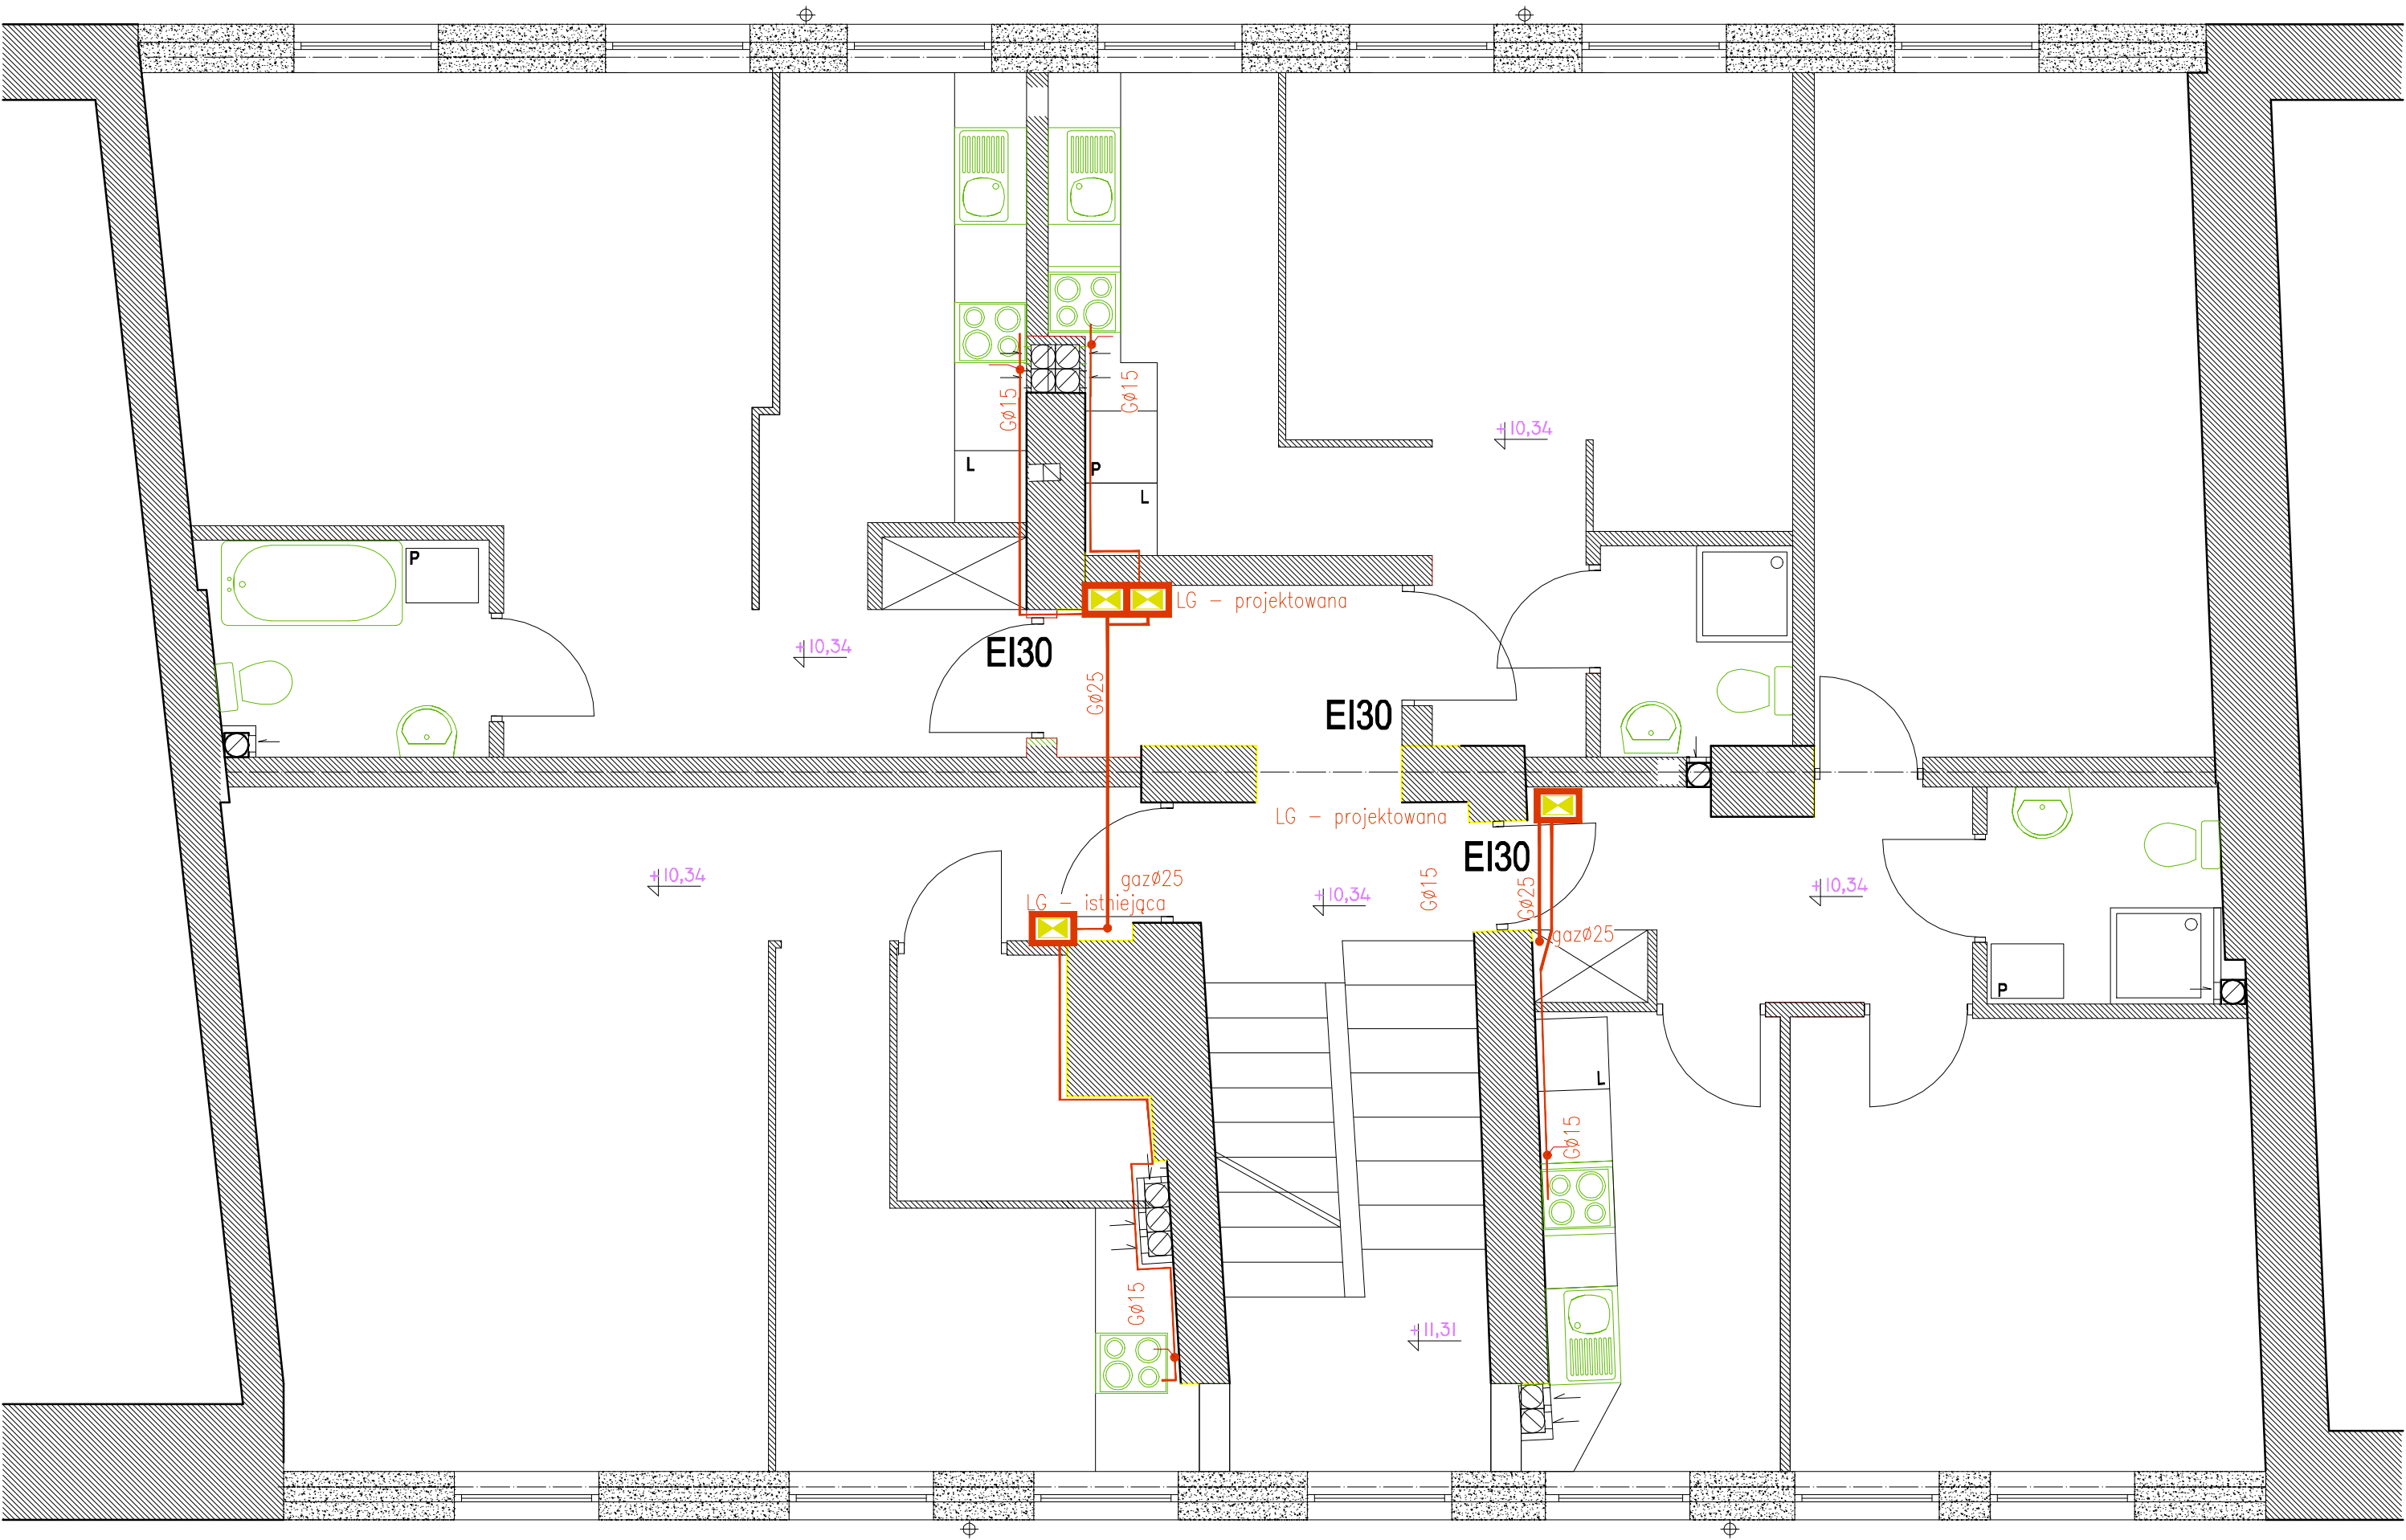 GØ15
GØ15
+10,34
L
P
L
P
LG - projektowana
EI30
+10,34
GØ25
EI30
LG - projektowana
EI30
+10,34
gazØ25
LG - istniejąca
GØ15
+10,34
GØ25
+10,34
gazØ25
P
L
GØ15
GØ15
+11,31